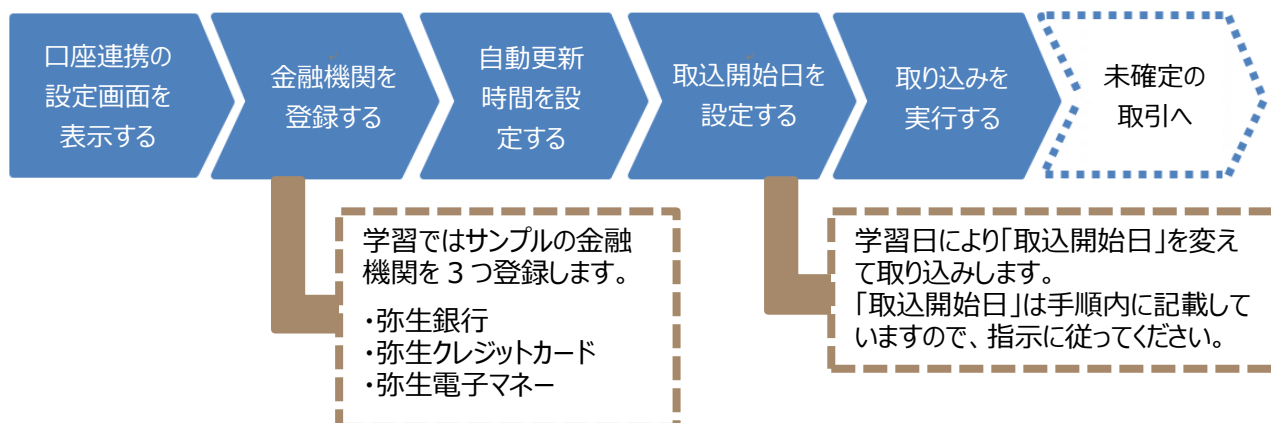 口座連携の
設定画面を
表示する
金融機関を
登録する
自動更新
時間を設
定する
取込開始日を
設定する
取り込みを
実行する
未確定の
取引へ
学習ではサンプルの金融
機関を3つ登録します。
・弥生銀行
・弥生クレジットカード
・弥生電子マネー
学習日により「取込開始日」を変え
て取り込みします。
「取込開始日」は手順内に記載して
いますので、指示に従ってください。